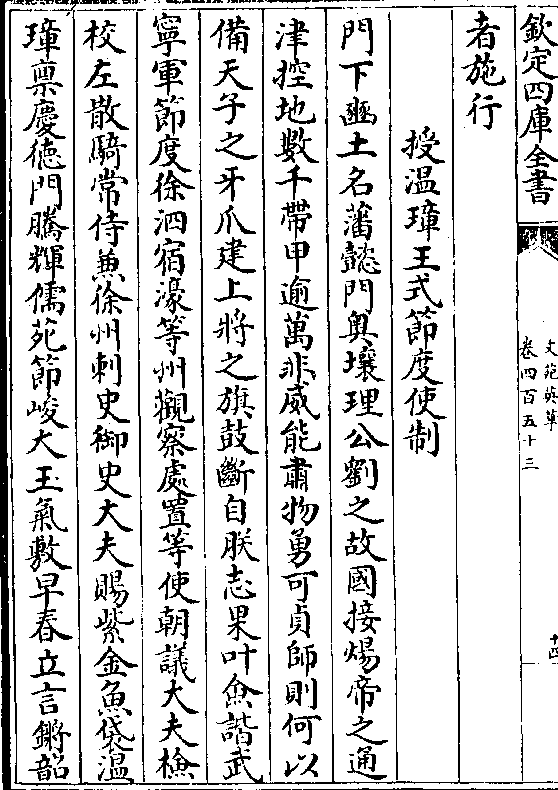 欽定四庫全書
文苑英華
卷四百五十三
十四
者施行
授温璋王式節度使制
門下豳土名藩懿門奥壤理公劉之故國接煬帝之通
津控地數千帶甲逾萬非威能肅物勇可貞師則何以
備天子之牙爪建上將之旗鼓斷自朕志果叶僉諧武
寧軍節度徐泗宿濠等州觀察處置等使朝議大夫檢
校左散騎常侍兼徐州刺史御史大夫賜紫金魚袋温
璋禀慶徳門騰輝儒苑節峻大玉氣敷早春立言鏘韶